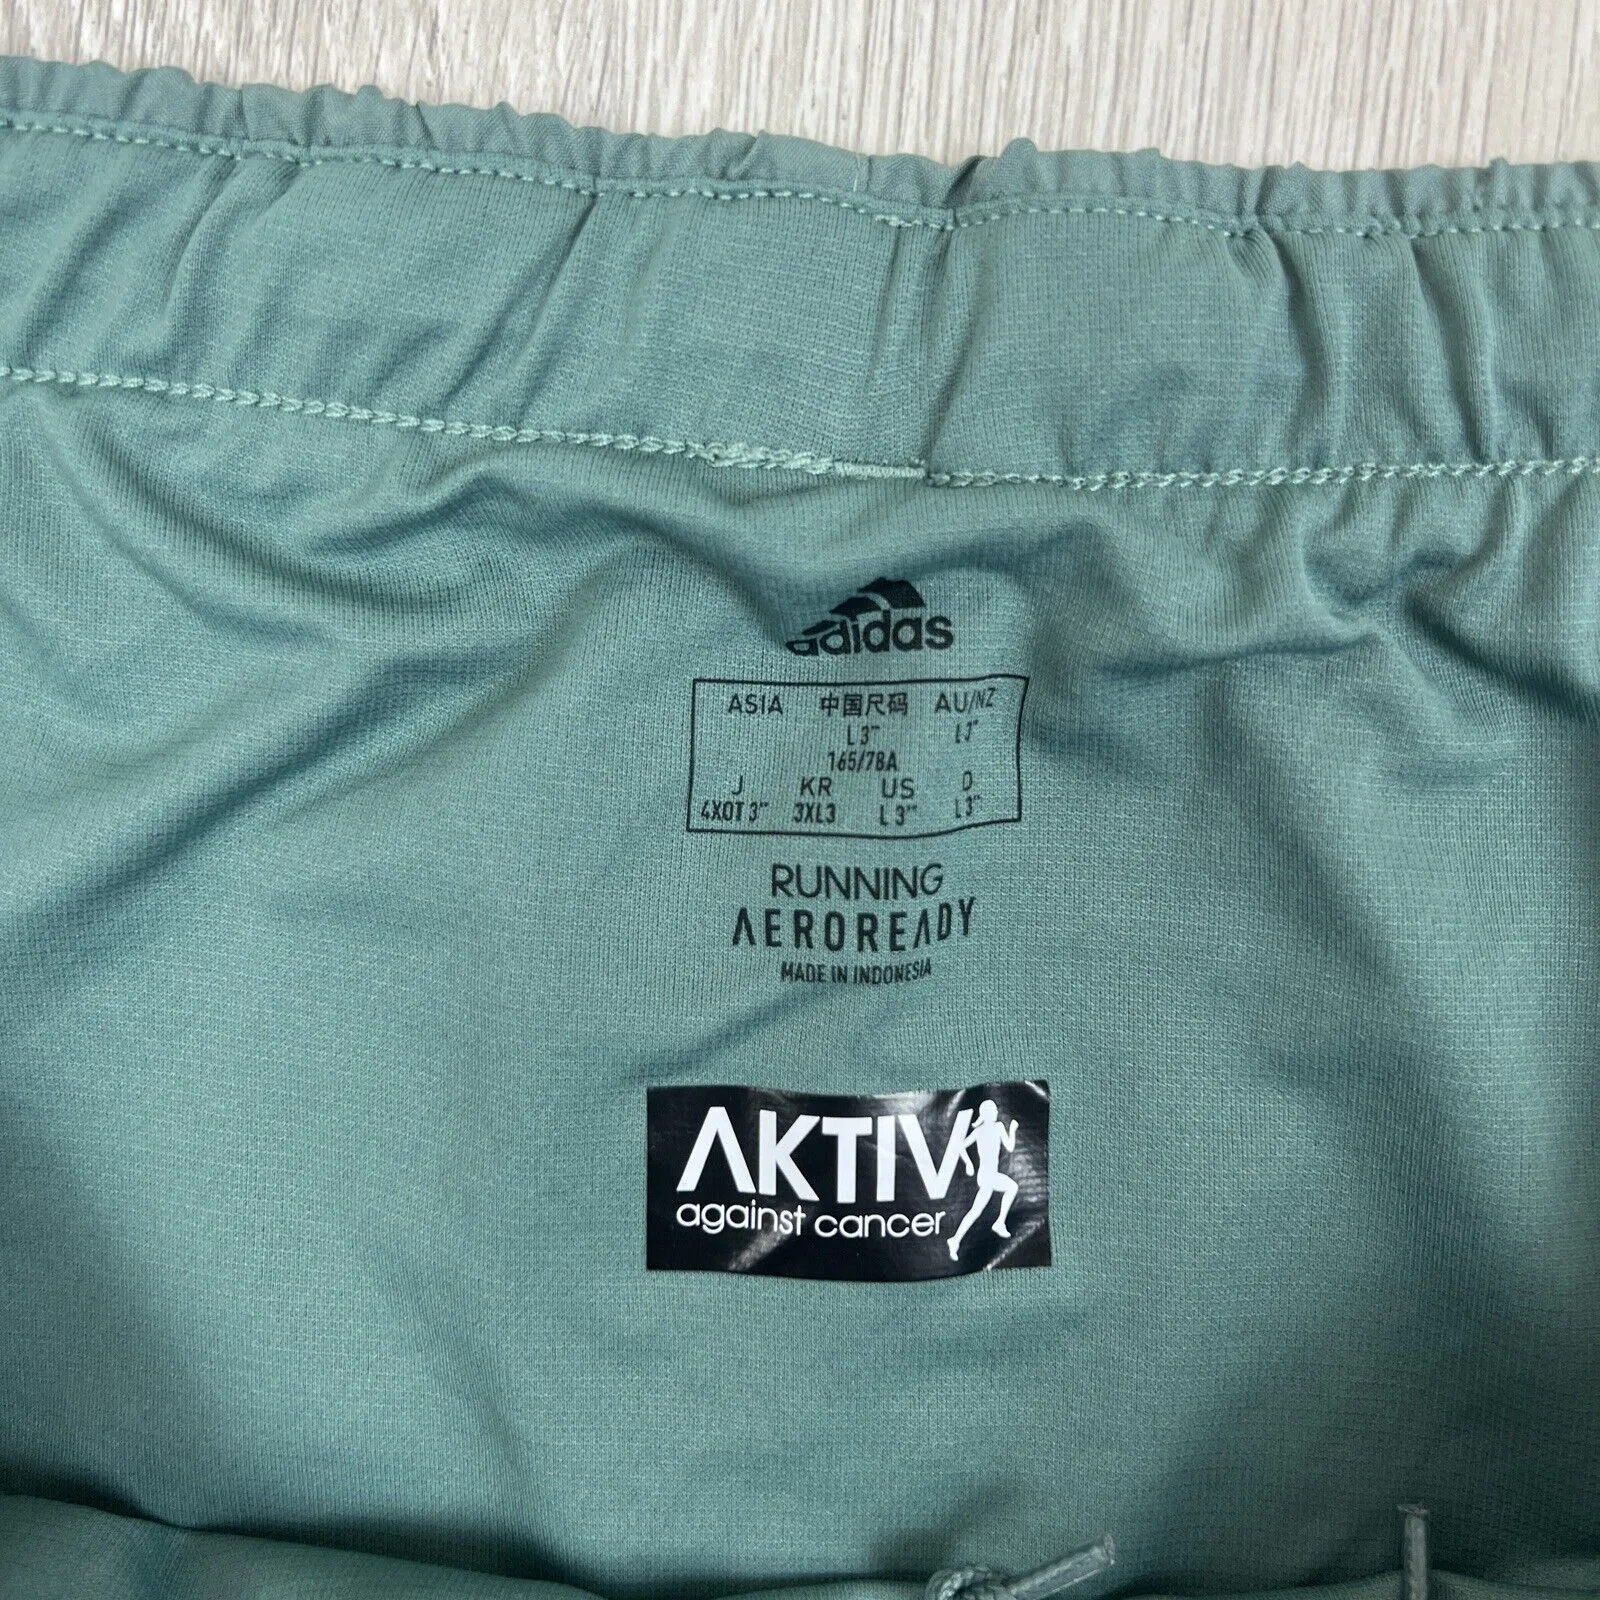 adidas
ASIA 中国尺码 AU/NZ
L 3" L 3"
165/78A
J KR US D
4XOT 3" 3XL3 L 3" L 3"
RUNNING
AEROREADY
MADE IN INDONESIA
AKTIV
against cancer